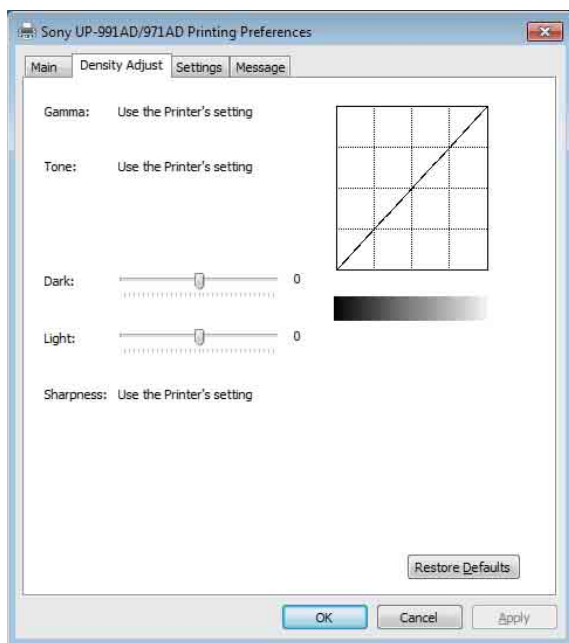 Sony UP-991AD/971AD Printing Preferences
Main Density Adjust Settings Message
Gamma: Use the Printer's setting
Tone: Use the Printer's setting
Dark: 0
Light: 0
Sharpness: Use the Printer's setting
Restore Defaults
OK Cancel Apply